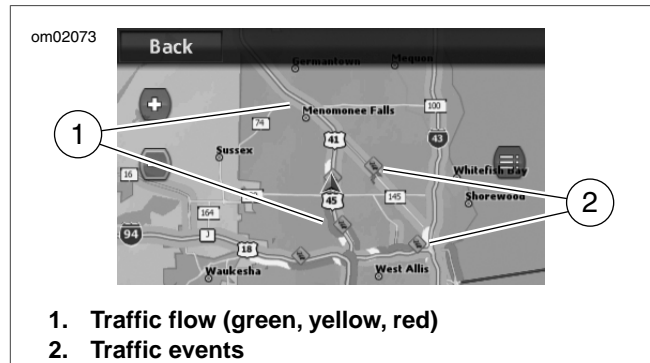 om02073
Back
Germantown
Mequon
Menomonee Falls
100
74
41
43
Sussex
Whitefish Bay
16
45
145
Shorewood
164
94
J
18
Waukesha
West Allis
1
2
1. Traffic flow (green, yellow, red)
2. Traffic events